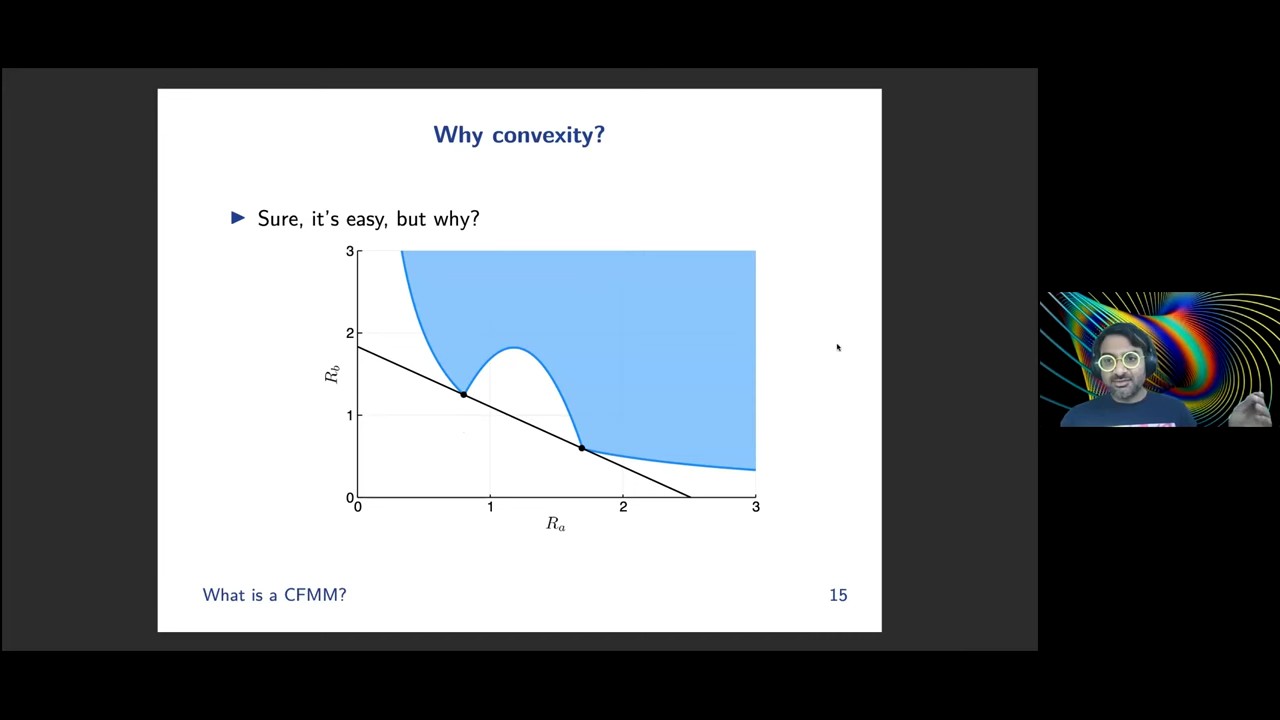 Why convexity?
▶ Sure, it's easy, but why?
3
2
1
0
R_b
0 1 2 3
R_a
What is a CFMM? 15